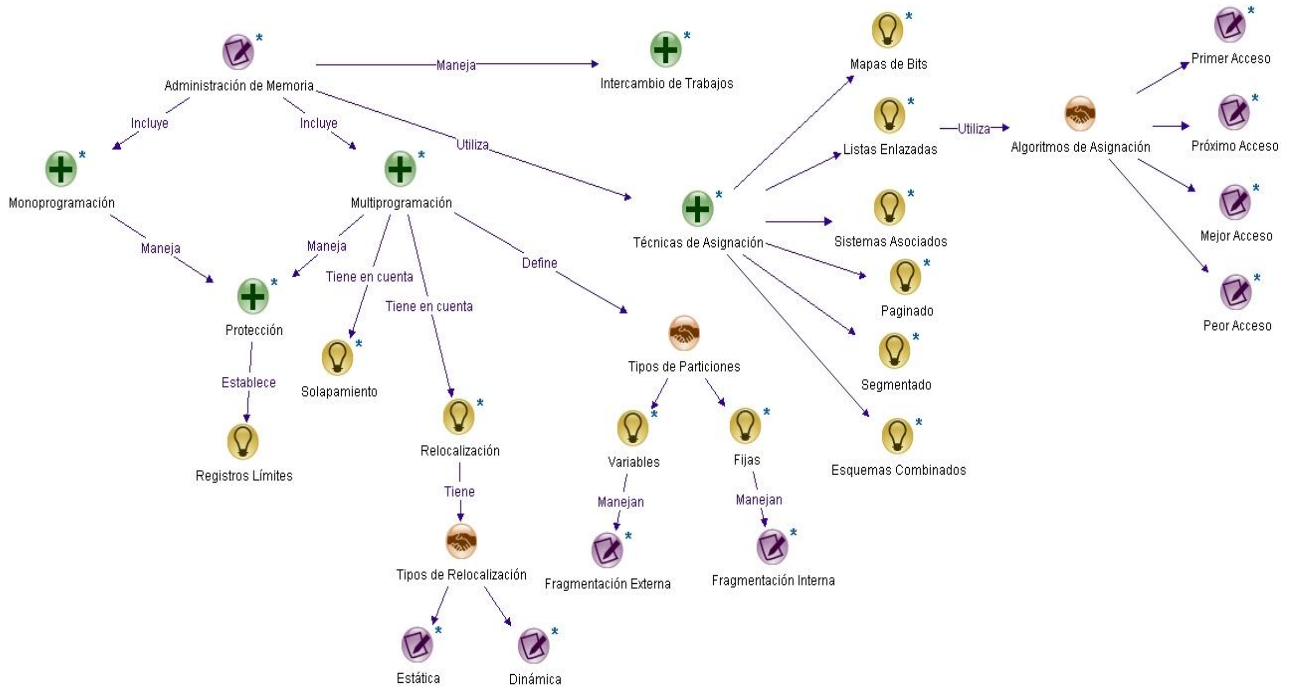 Administración de Memoria
Maneja
Intercambio de Trabajos
Incluye
Incluye
Utiliza
Monoprogramación
Multiprogramación
Maneja
Maneja
Tiene en cuenta
Tiene en cuenta
Define
Protección
Establece
Registros Límites
Solapamiento
Relocalización
Tiene
Tipos de Relocalización
Estática
Dinámica
Tipos de Particiones
Variables
Fijas
Manejan
Manejan
Fragmentación Externa
Fragmentación Interna
Técnicas de Asignación
Mapas de Bits
Listas Enlazadas
Sistemas Asociados
Paginado
Segmentado
Esquemas Combinados
Utiliza
Algoritmos de Asignación
Primer Acceso
Próximo Acceso
Mejor Acceso
Peor Acceso